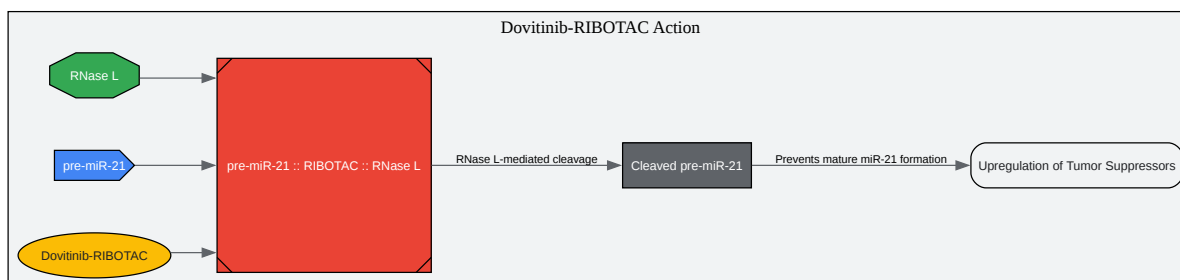 Dovitinib-RIBOTAC Action
RNase L
pre-miR-21
Dovitinib-RIBOTAC
pre-miR-21 :: RIBOTAC :: RNase L
RNase L-mediated cleavage
Cleaved pre-miR-21
Prevents mature miR-21 formation
Upregulation of Tumor Suppressors